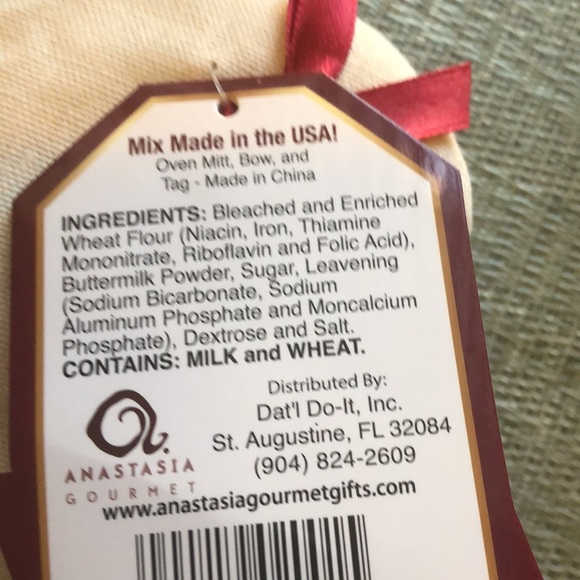 Mix Made in the USA!
Oven Mitt, Bow, and
Tag - Made in China
INGREDIENTS: Bleached and Enriched
Wheat Flour (Niacin, Iron, Thiamine
Mononitrate, Riboflavin and Folic Acid),
Buttermilk Powder, Sugar, Leavening
(Sodium Bicarbonate, Sodium
Aluminum Phosphate and Moncalcium
Phosphate), Dextrose and Salt.
CONTAINS: MILK and WHEAT.
Distributed By:
Dat'l Do-It, Inc.
St. Augustine, FL 32084
(904) 824-2609
ANASTASIA
GOURMET
www.anastasiagourmetgifts.com